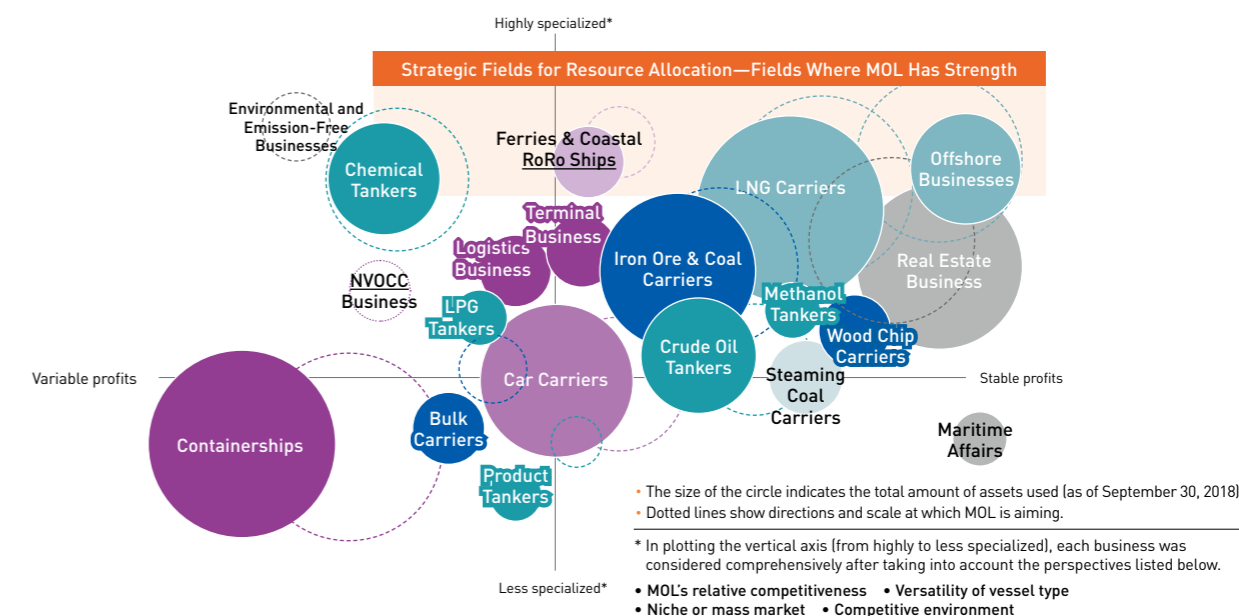 Highly specialized*
Strategic Fields for Resource Allocation—Fields Where MOL Has Strength
Environmental and
Emission-Free
Businesses
Chemical
Tankers
Ferries & Coastal
RoRo Ships
LNG Carriers
Offshore
Businesses
Terminal
Business
Logistics
Business
Iron Ore & Coal
Carriers
Real Estate
Business
NVOCC
Business
LPG
Tankers
Methanol
Tankers
Wood Chip
Carriers
Crude Oil
Tankers
Car Carriers
Steaming
Coal
Carriers
Variable profits
Stable profits
Containerships
Bulk
Carriers
Maritime
Affairs
Product
Tankers
• The size of the circle indicates the total amount of assets used (as of September 30, 2018)
• Dotted lines show directions and scale at which MOL is aiming.
* In plotting the vertical axis (from highly to less specialized), each business was
considered comprehensively after taking into account the perspectives listed below.
Less specialized*
• MOL's relative competitiveness • Versatility of vessel type
• Niche or mass market • Competitive environment